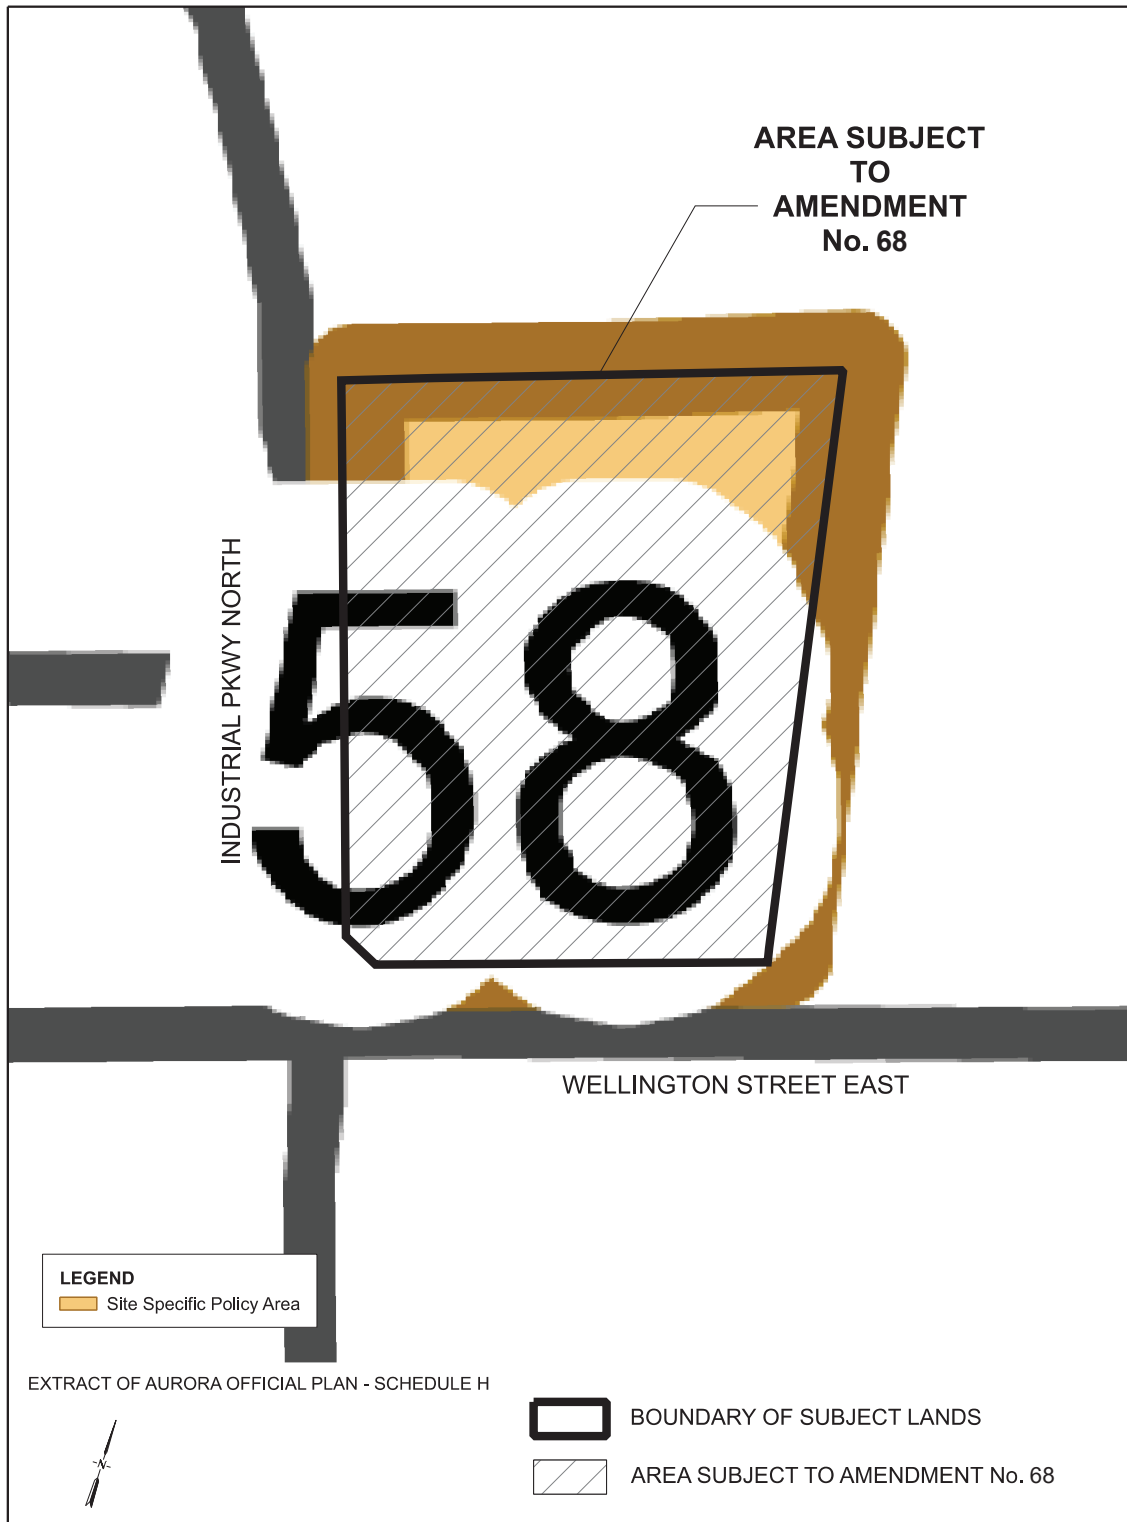 AREA SUBJECT
TO
AMENDMENT
No. 68
INDUSTRIAL PKWY NORTH
58
WELLINGTON STREET EAST
LEGEND
Site Specific Policy Area
EXTRACT OF AURORA OFFICIAL PLAN - SCHEDULE H
N
BOUNDARY OF SUBJECT LANDS
AREA SUBJECT TO AMENDMENT No. 68